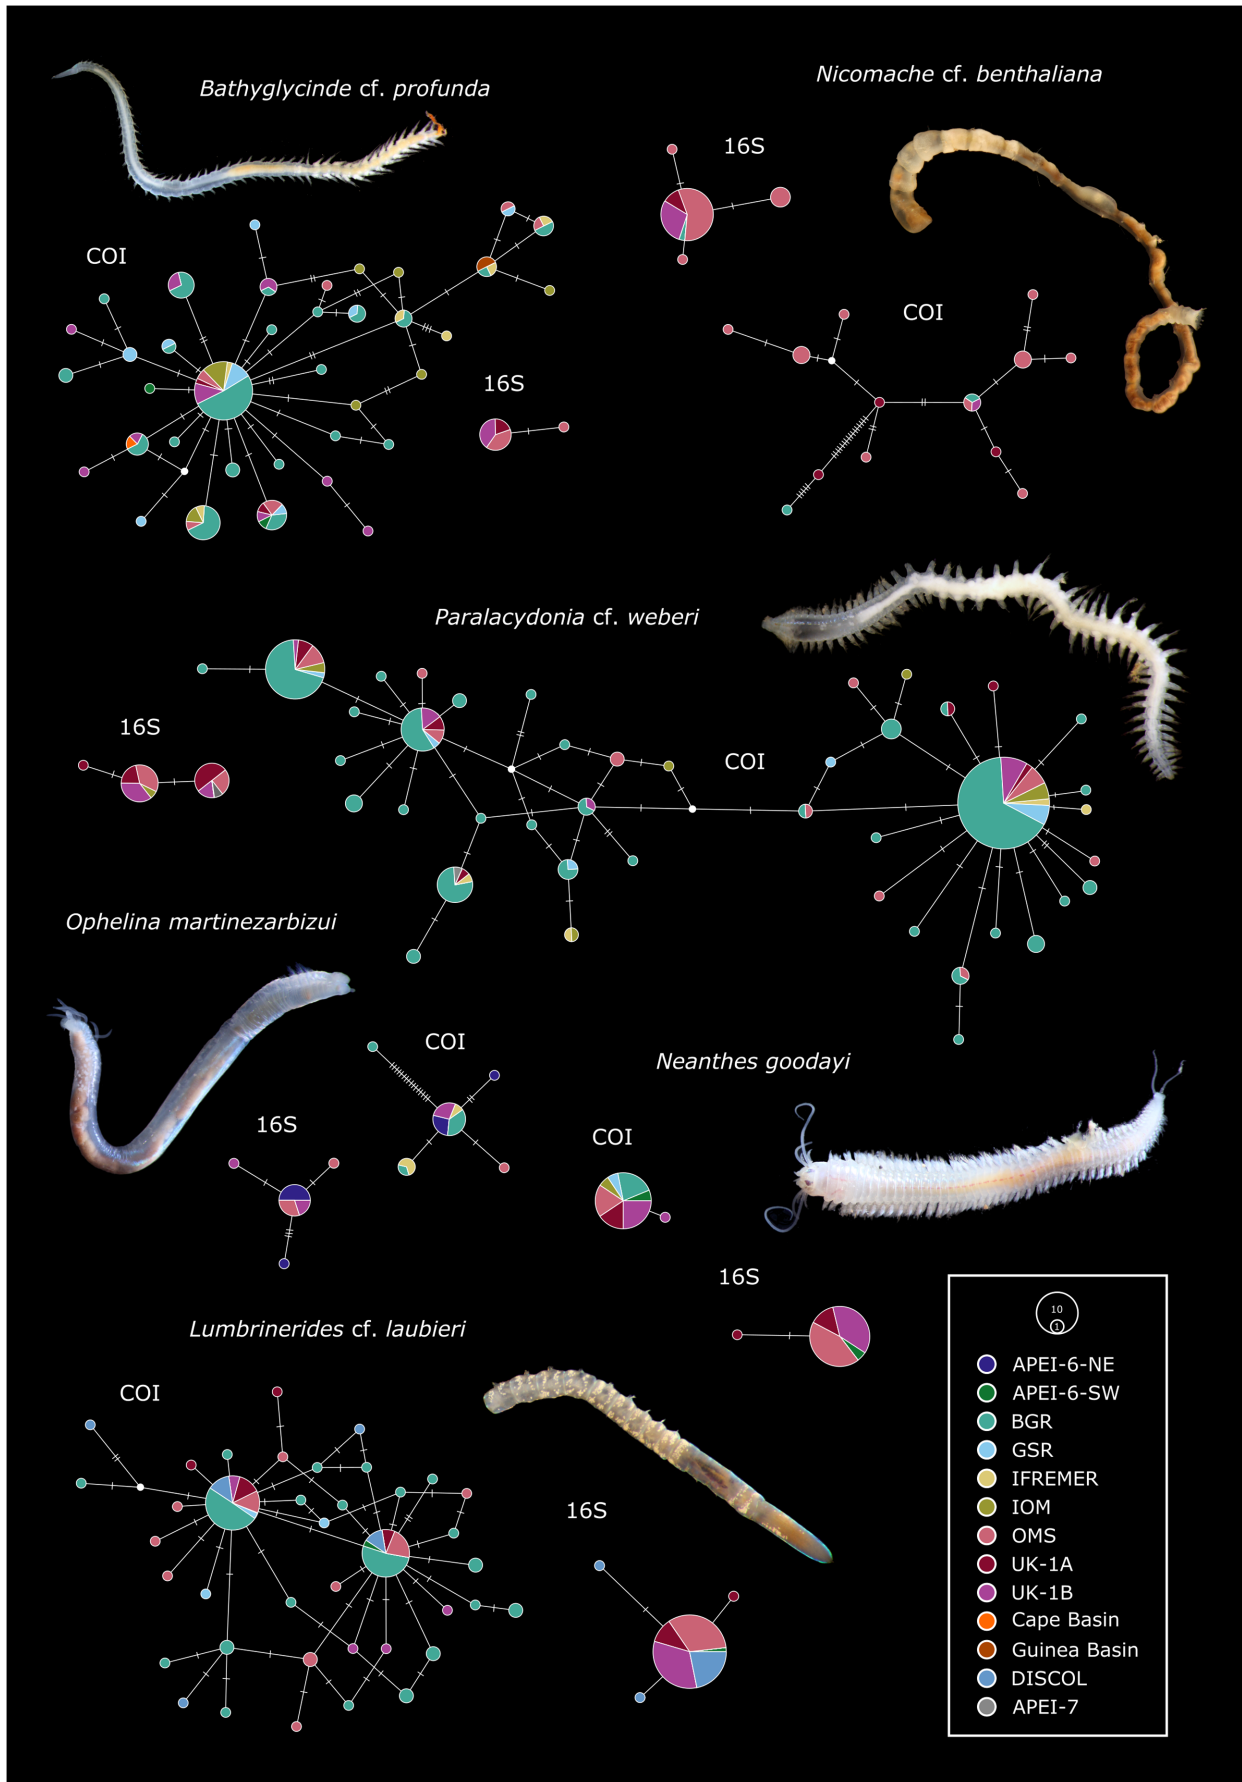 Bathyglycinde cf. profunda
Nicomache cf. benthaliana
16S
COI
COI
16S
Paralacydonia cf. weberi
16S
COI
Ophelina martinezarbizui
COI
Neanthes goodayi
16S
COI
16S
Lumbrinerides cf. laubieri
COI
16S
10
1
APEI-6-NE
APEI-6-SW
BGR
GSR
IFREMER
IOM
OMS
UK-1A
UK-1B
Cape Basin
Guinea Basin
DISCOL
APEI-7